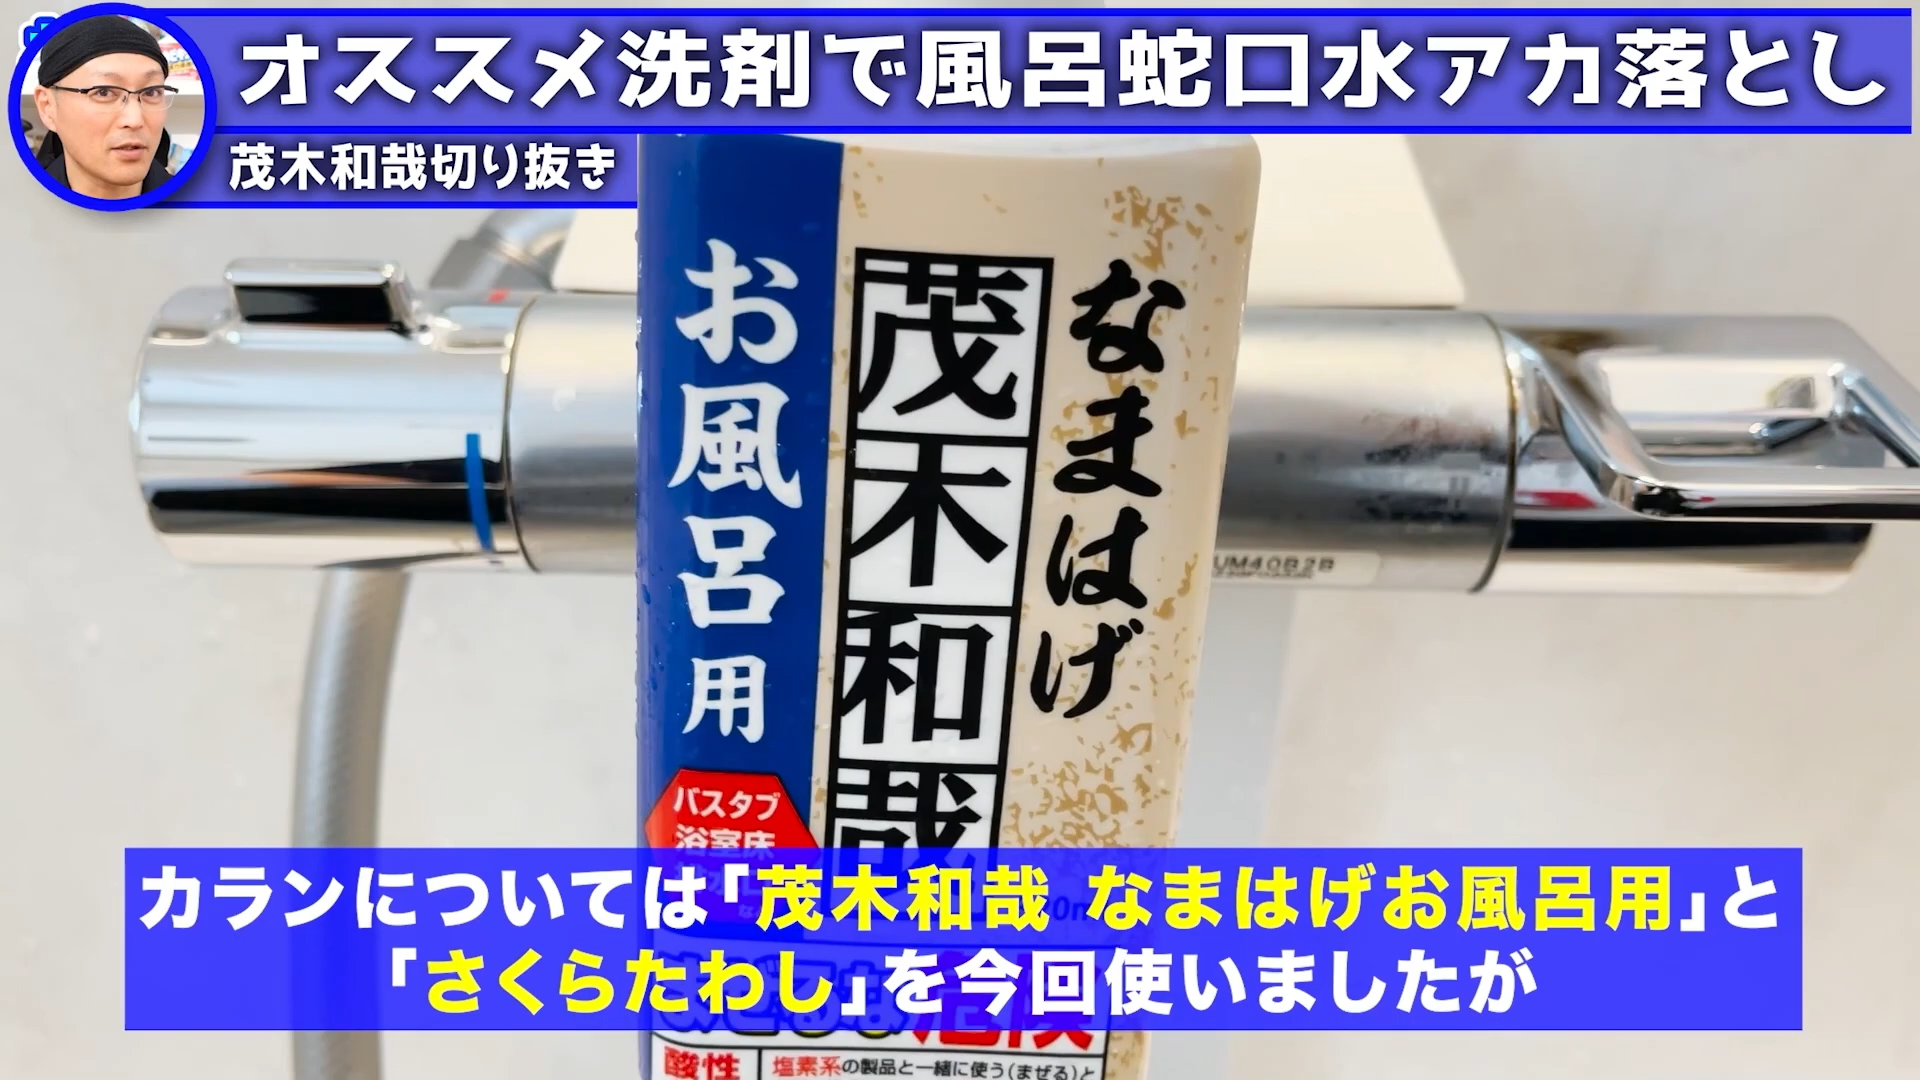 オススメ洗剤で風呂蛇口水アカ落とし
茂木和哉切り抜き
なまはげ
茂木和哉
お風呂用
バスタブ
浴室床
UM40B2B
カランについては「茂木和哉 なまはげお風呂用」と
「さくらたわし」を今回使いましたが
まぜるな危険
酸性
塩素系の製品と一緒に使う(まぜる)と